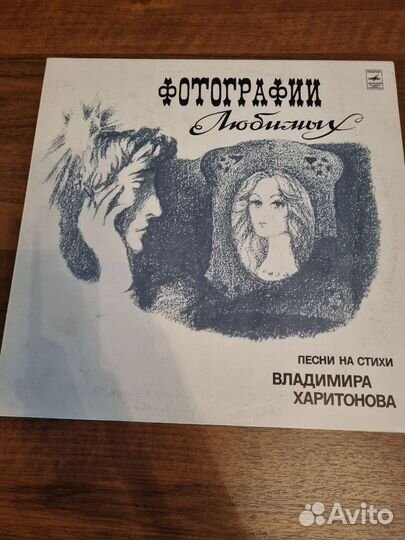 ФОТОГРАФИИ
Любимых
ПЕСНИ НА СТИХИ
ВЛАДИМИРА
ХАРИТОНОВА
Avito